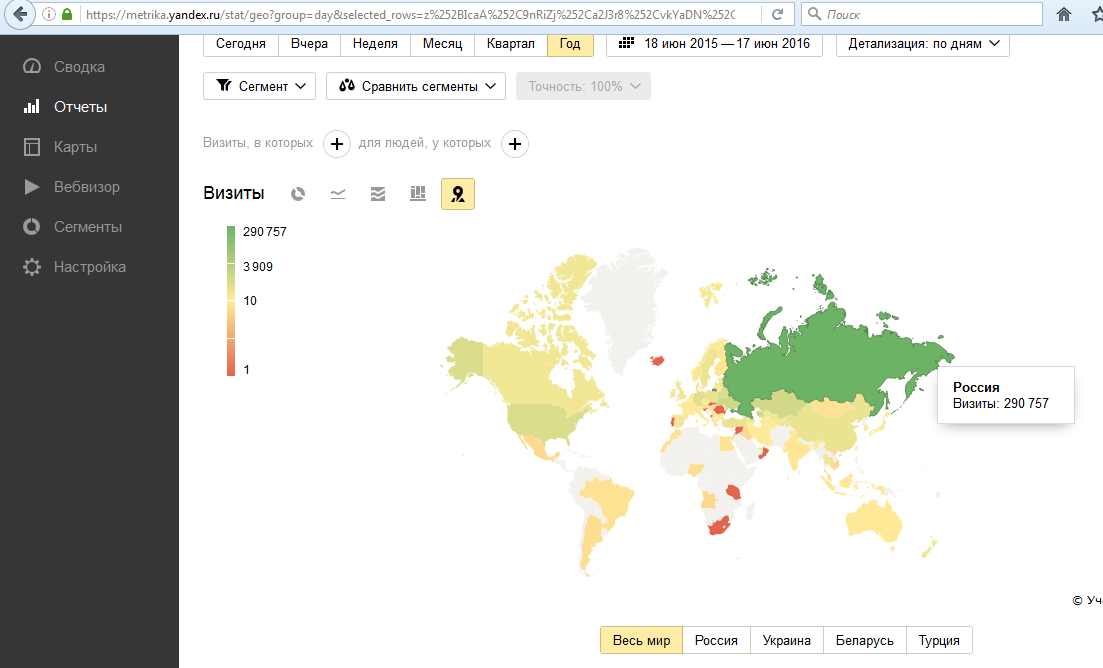 https://metrika.yandex.ru/stat/geo?group=day&selected_rows=z%252BIcaA%252C9nRiZj%252Ca2J3r8%252CvkYaDN%252C
Поиск
Сегодня Вчера Неделя Месяц Квартал Год 18 июн 2015 — 17 июн 2016 Детализация: по дням
Сводка
Сегмент Сравнить сегменты Точность: 100%
Отчеты
Карты
Визиты, в которых + для людей, у которых +
Вебвизор
Визиты
Сегменты
290 757
Настройка
3 909
10
1
Россия
Визиты: 290 757
© Уч
Весь мир Россия Украина Беларусь Турция